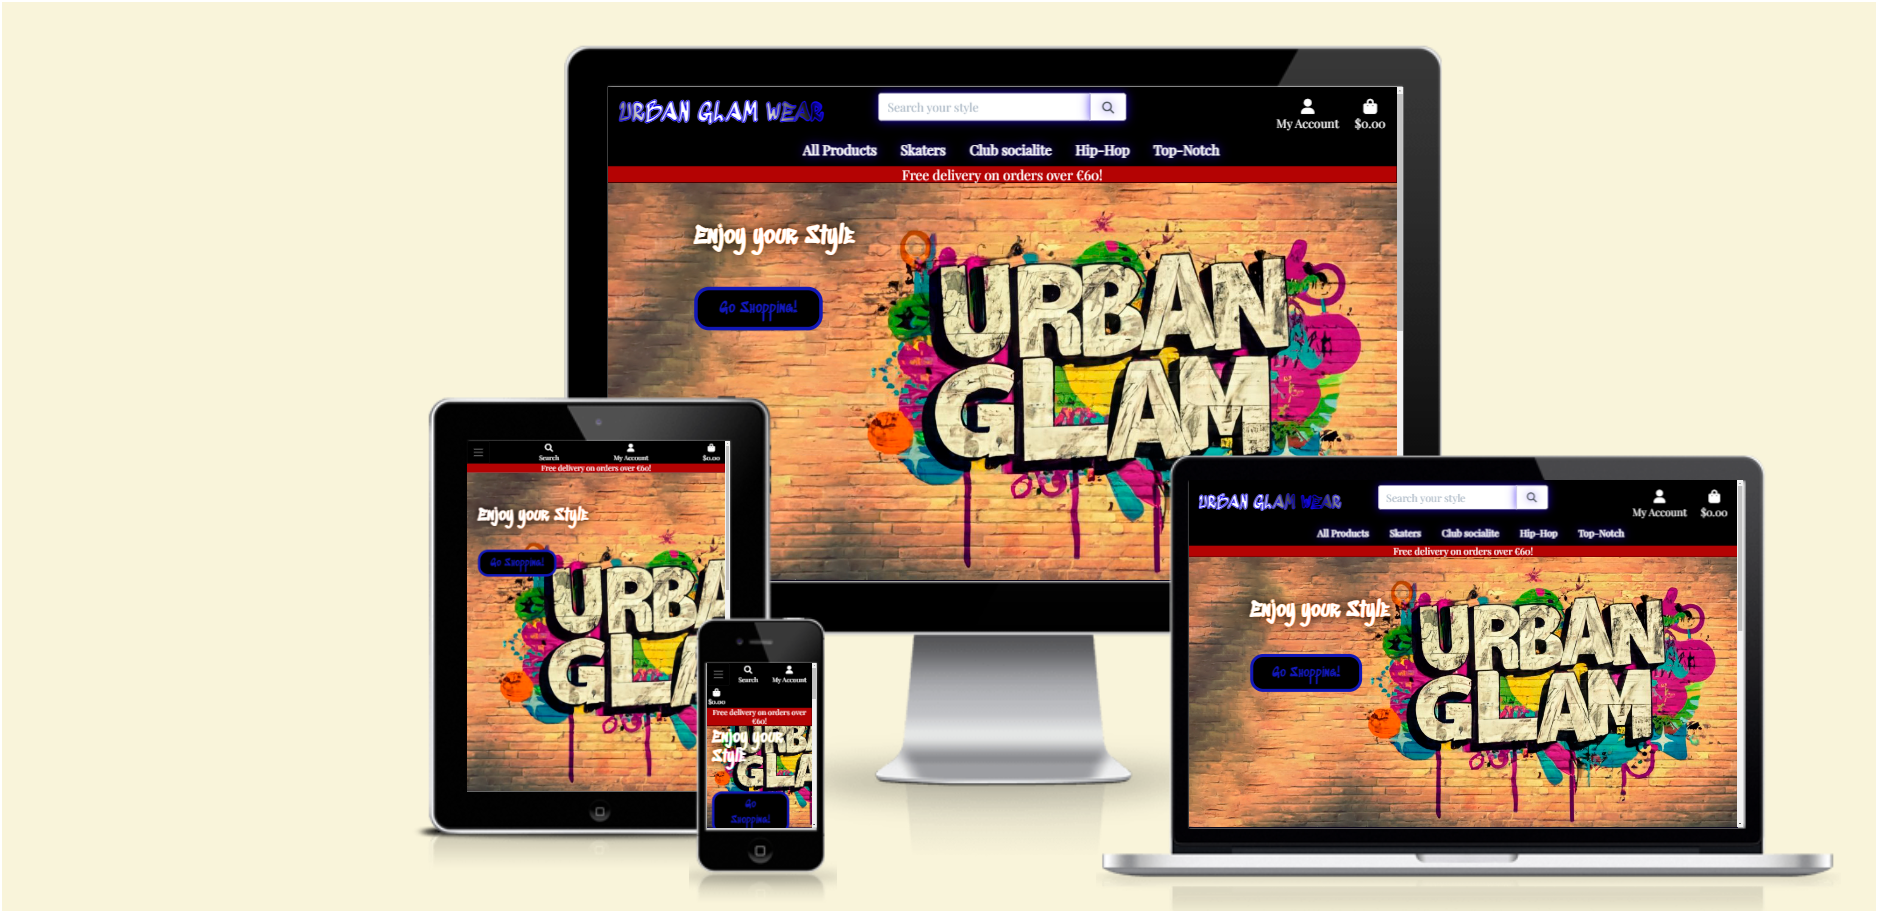 URBAN GLAM WEAR
Search your style
My Account
$0.00
All Products Skaters Club socialite Hip-Hop Top-Notch
Free delivery on orders over €60!
Enjoy your Style
Go Shopping!
URBAN
GLAM
Search
My Account
$0.00
Free delivery on orders over €60!
Enjoy your Style
Go Shopping!
URBA
GLA
Search
My Account
$0.00
Free delivery on orders over
€60!
Enjoy your
Style
Go
Shopping!
URBA
GLA
URBAN GLAM WEAR
Search your style
My Account
$0.00
All Products Skaters Club socialite Hip-Hop Top-Notch
Free delivery on orders over €60!
Enjoy your Style
Go Shopping!
URBAN
GLAM